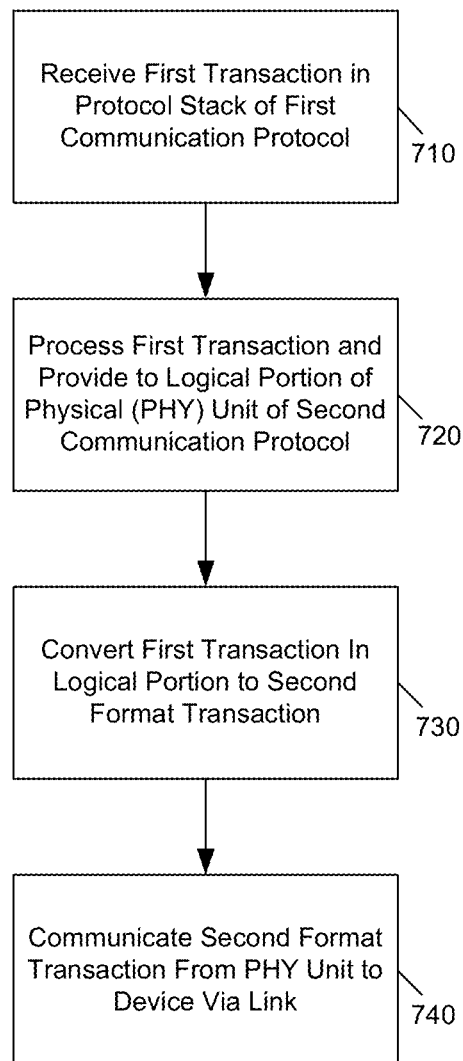 Receive First Transaction in
Protocol Stack of First
Communication Protocol
710
Process First Transaction and
Provide to Logical Portion of
Physical (PHY) Unit of Second
Communication Protocol
720
Convert First Transaction In
Logical Portion to Second
Format Transaction
730
Communicate Second Format
Transaction From PHY Unit to
Device Via Link
740